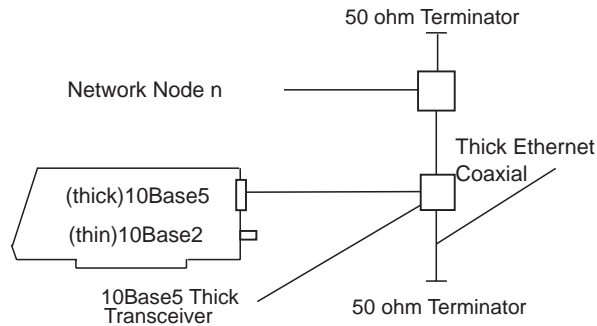 50 ohm Terminator
Network Node n
Thick Ethernet
Coaxial
(thick)10Base5
(thin)10Base2
10Base5 Thick
Transceiver
50 ohm Terminator